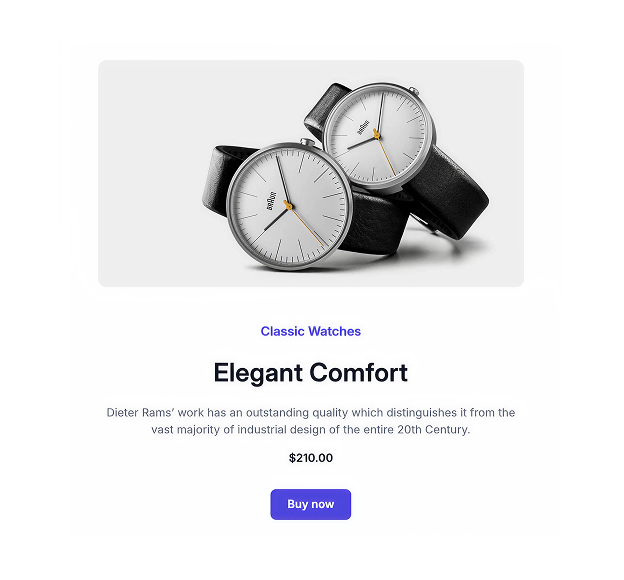 BRAUN
BRAUN
Classic Watches
Elegant Comfort
Dieter Rams’ work has an outstanding quality which distinguishes it from the
vast majority of industrial design of the entire 20th Century.
$210.00
Buy now